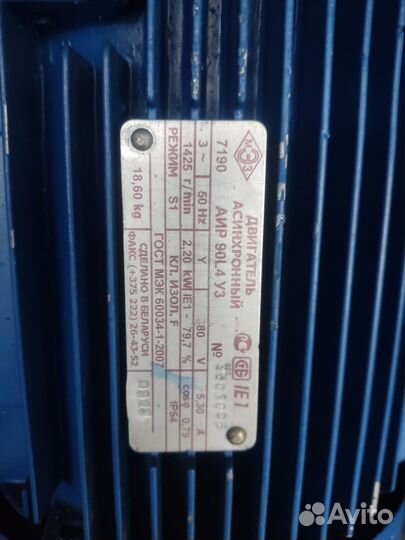 МЭЗ
ДВИГАТЕЛЬ
АСИНХРОННЫЙ
IE1
7190 АИР 90L4 У3 №
3 ~ 50 Hz Y 80 V 5,30 A
1425 r/min 2,20 kW IE1 - 79,7 % cosφ 0,79
РЕЖИМ S1 КЛ. ИЗОЛ. F IP54
ГОСТ МЭК 60034-1-2007
18,60 kg СДЕЛАНО В БЕЛАРУСИ
ФАКС (+375 222) 26-43-52
Avito